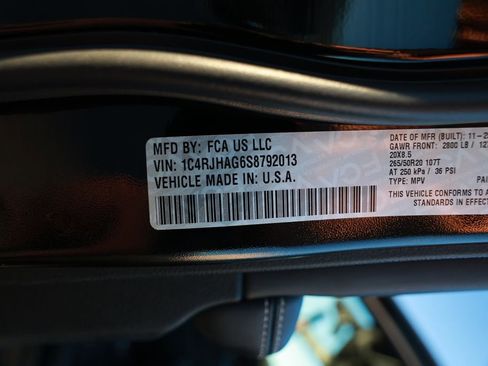 MFD BY: FCA US LLC
VIN: 1C4RJHAG6S8792013
VEHICLE MADE IN: U.S.A.
DATE OF MFR (BUILT): 11-2
GAWR FRONT: 2800 LB / 12
20X8.5
265/50R20 107T
AT 250 kPa / 36 PSI
TYPE: MPV PAI
THIS VEHICLE CONFORMS TO A
STANDARDS IN EFFECT